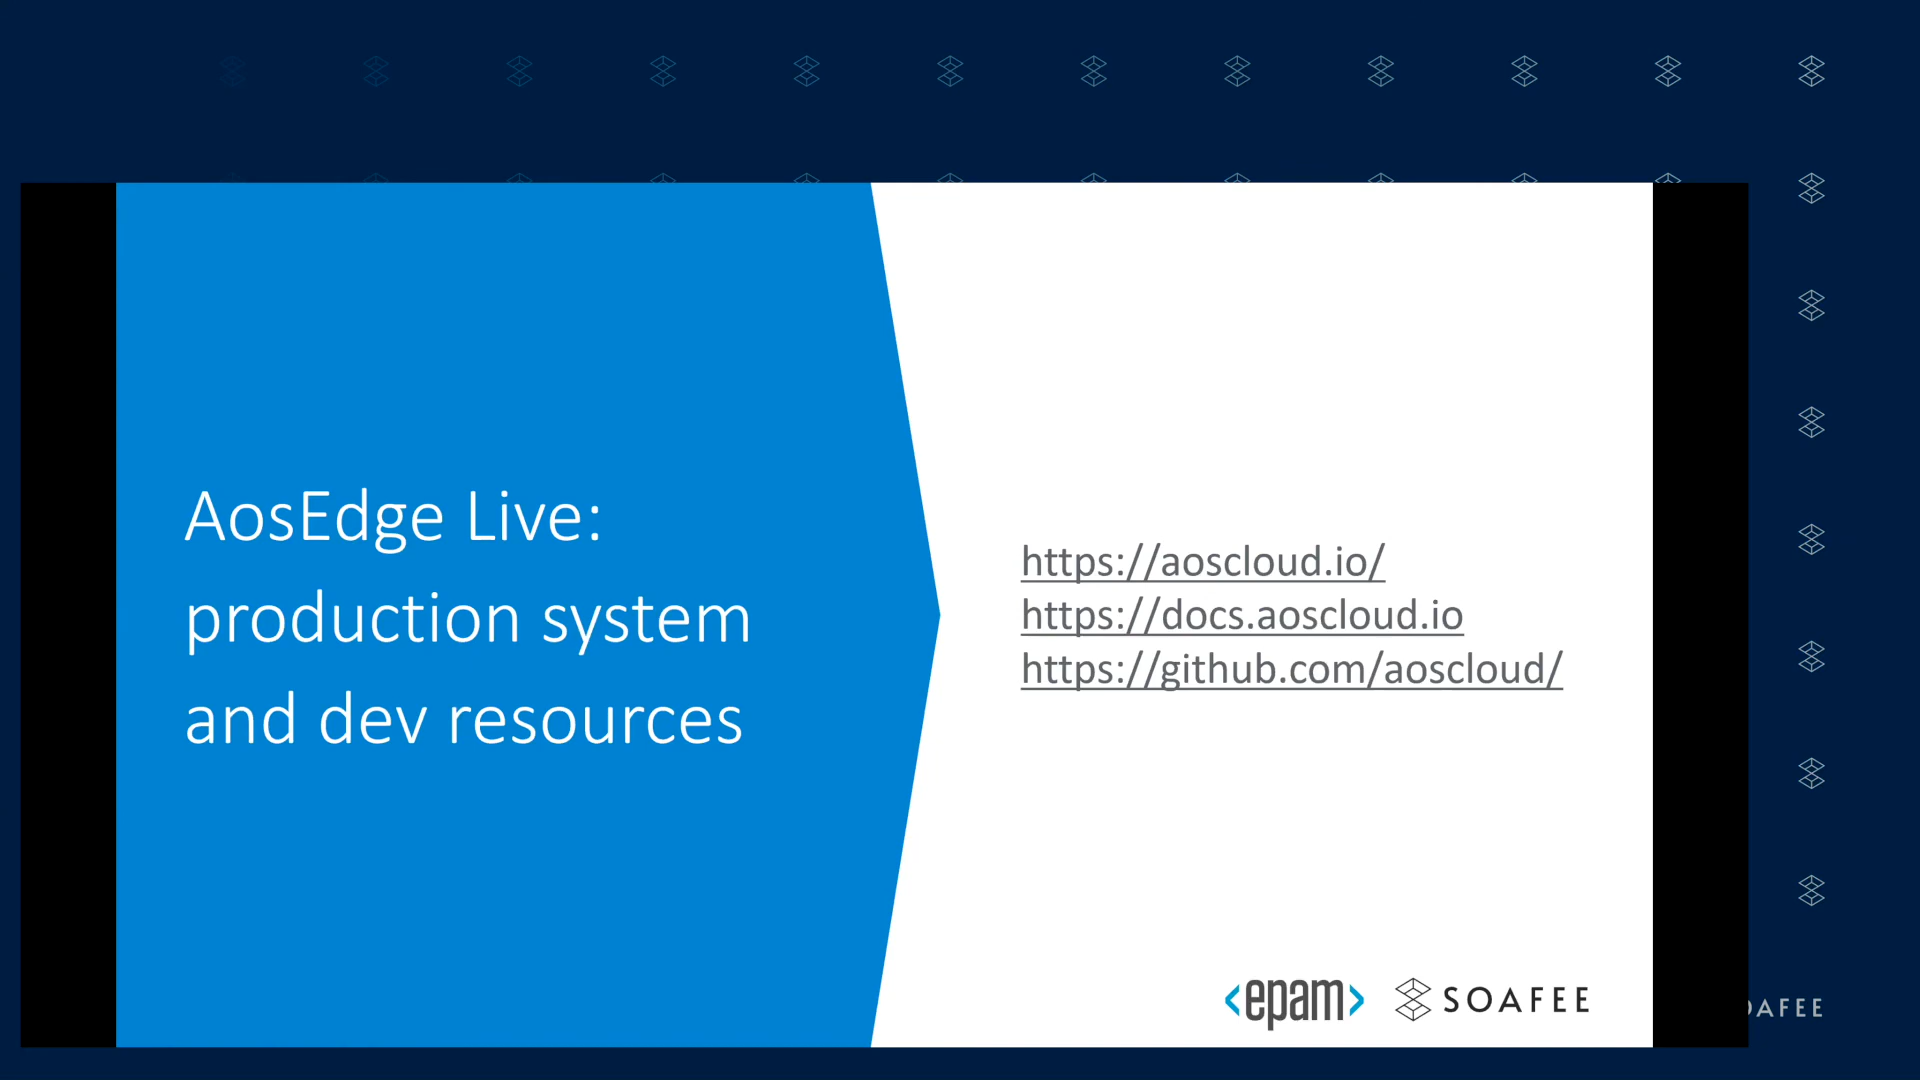 AosEdge Live:
production system
and dev resources
https://aoscloud.io/
https://docs.aoscloud.io
https://github.com/aoscloud/
<epam>
SOAFEE
AFEE